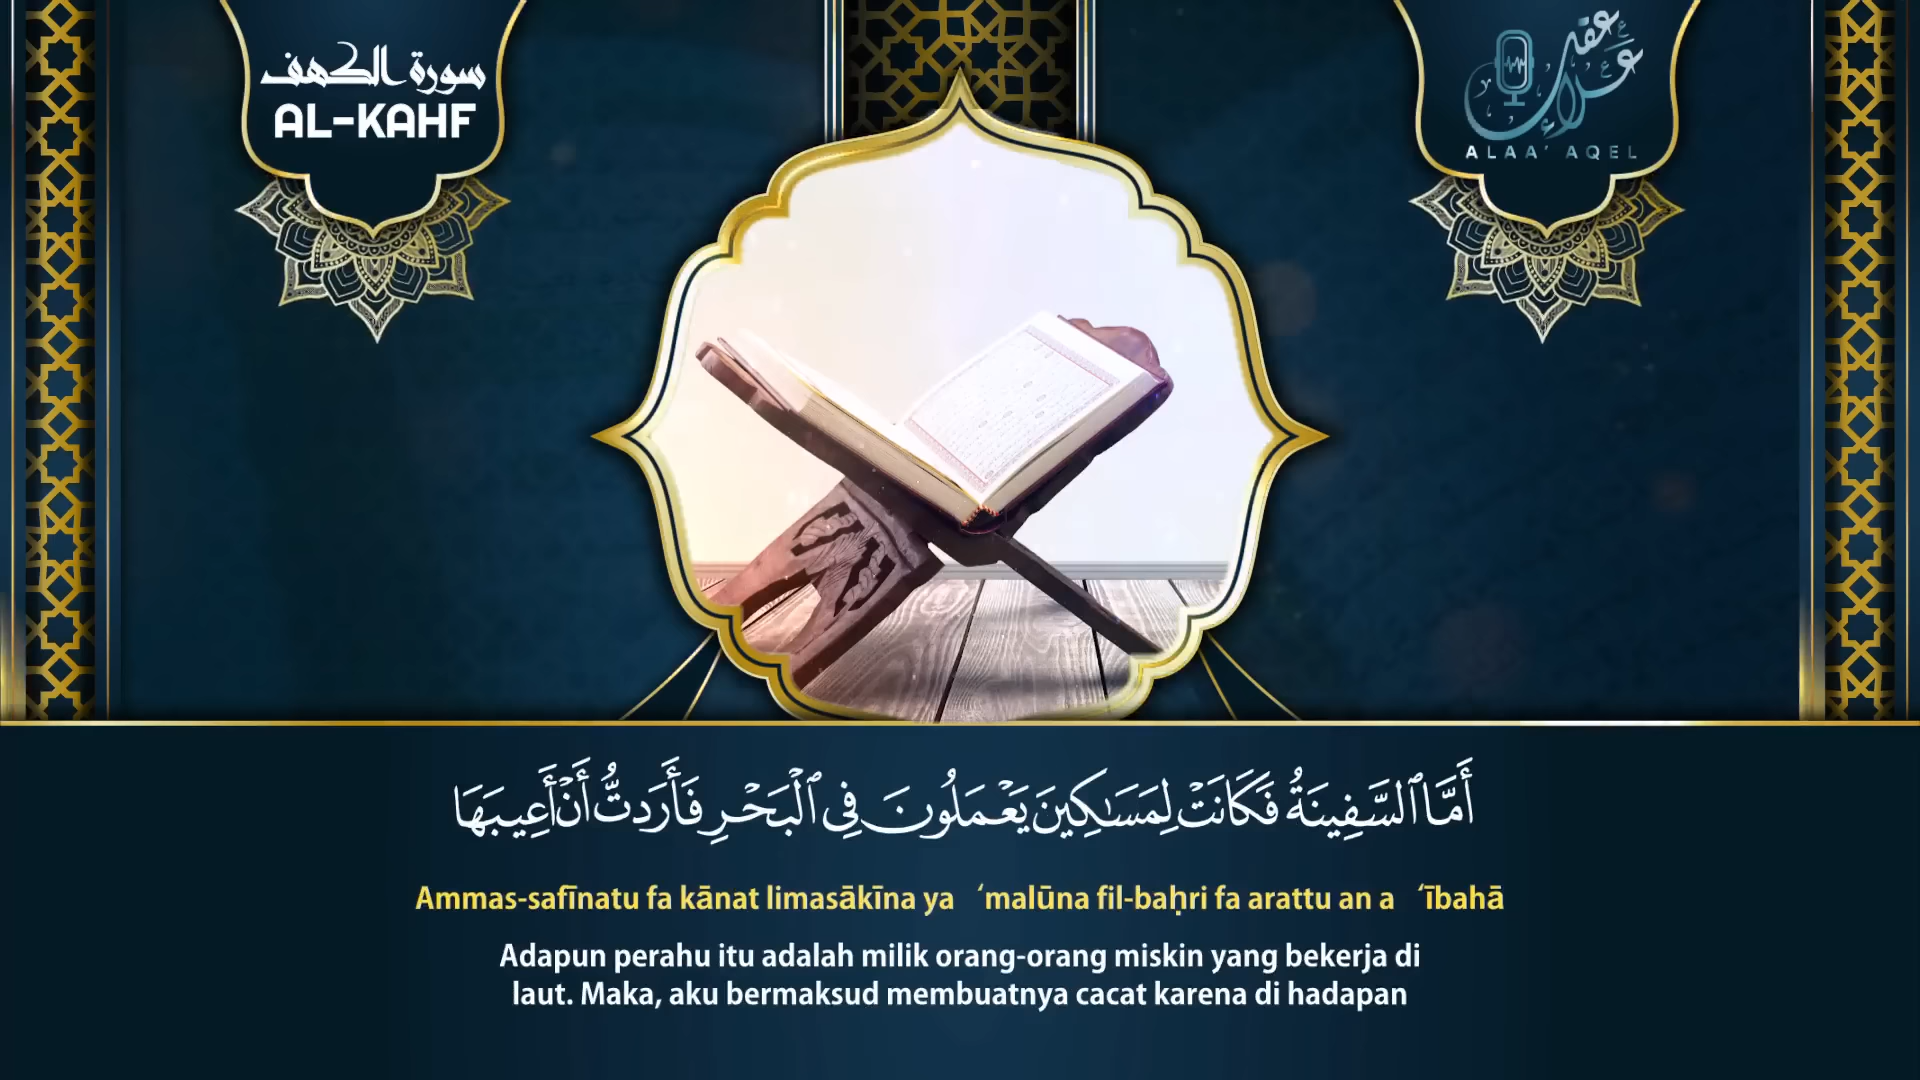 سورة الكهف
AL-KAHF
علاء عقل
ALAA' AQEL
أَمَّا ٱلسَّفِينَةُ فَكَانَتْ لِمَسَٰكِينَ يَعْمَلُونَ فِى ٱلْبَحْرِ فَأَرَدتُّ أَنْ أَعِيبَهَا
Ammas-safīnatu fa kānat limasākīna ya ‘malūna fil-baḥri fa arattu an a ‘ībahā
Adapun perahu itu adalah milik orang-orang miskin yang bekerja di
laut. Maka, aku bermaksud membuatnya cacat karena di hadapan